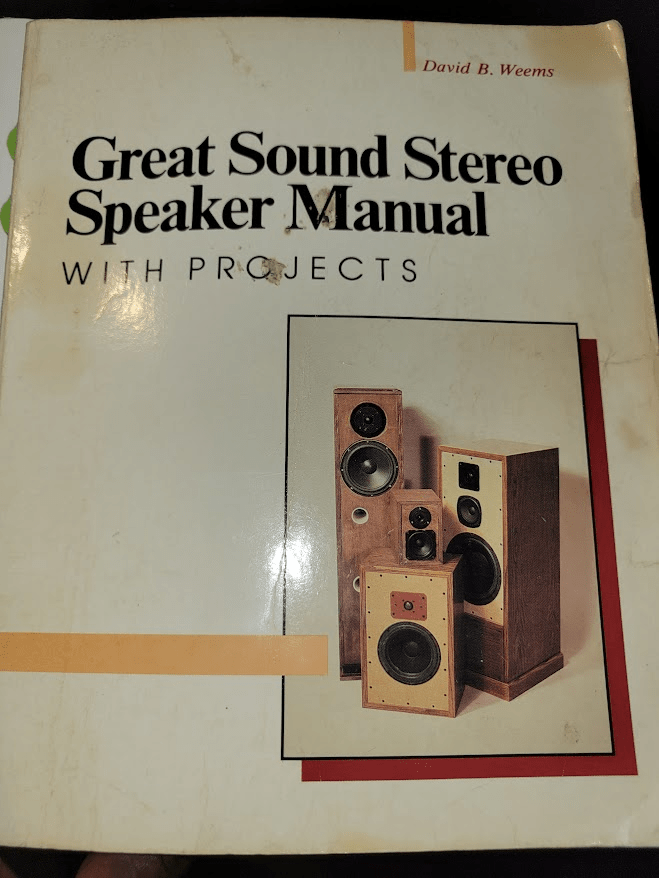 David B. Weems
Great Sound Stereo
Speaker Manual
WITH PROJECTS